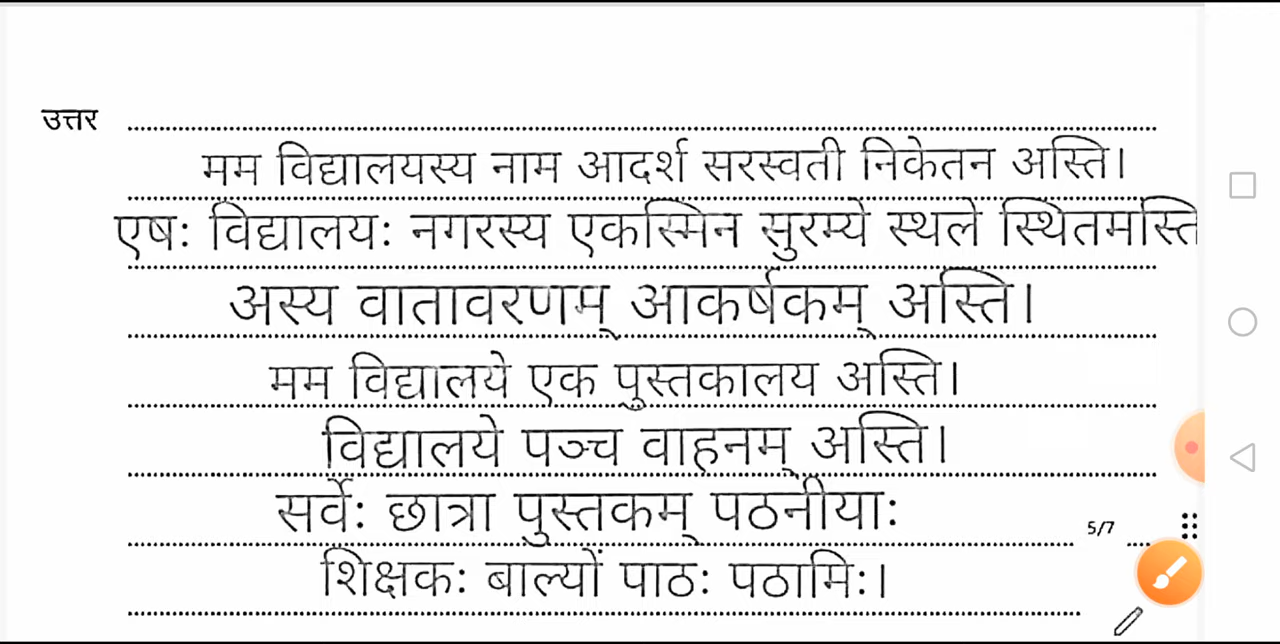 उत्तर
मम विद्यालयस्य नाम आदर्श सरस्वती निकेतन अस्ति।
एषः विद्यालयः नगरस्य एकस्मिन सुरम्ये स्थले स्थितमस्ति
अस्य वातावरणम् आकर्षकम् अस्ति।
मम विद्यालये एक पुस्तकालय अस्ति।
विद्यालये पञ्च वाहनम् अस्ति।
सर्वेः छात्रा पुस्तकम् पठनीयाः
5/7
शिक्षकः बाल्यों पाठः पठामिः।